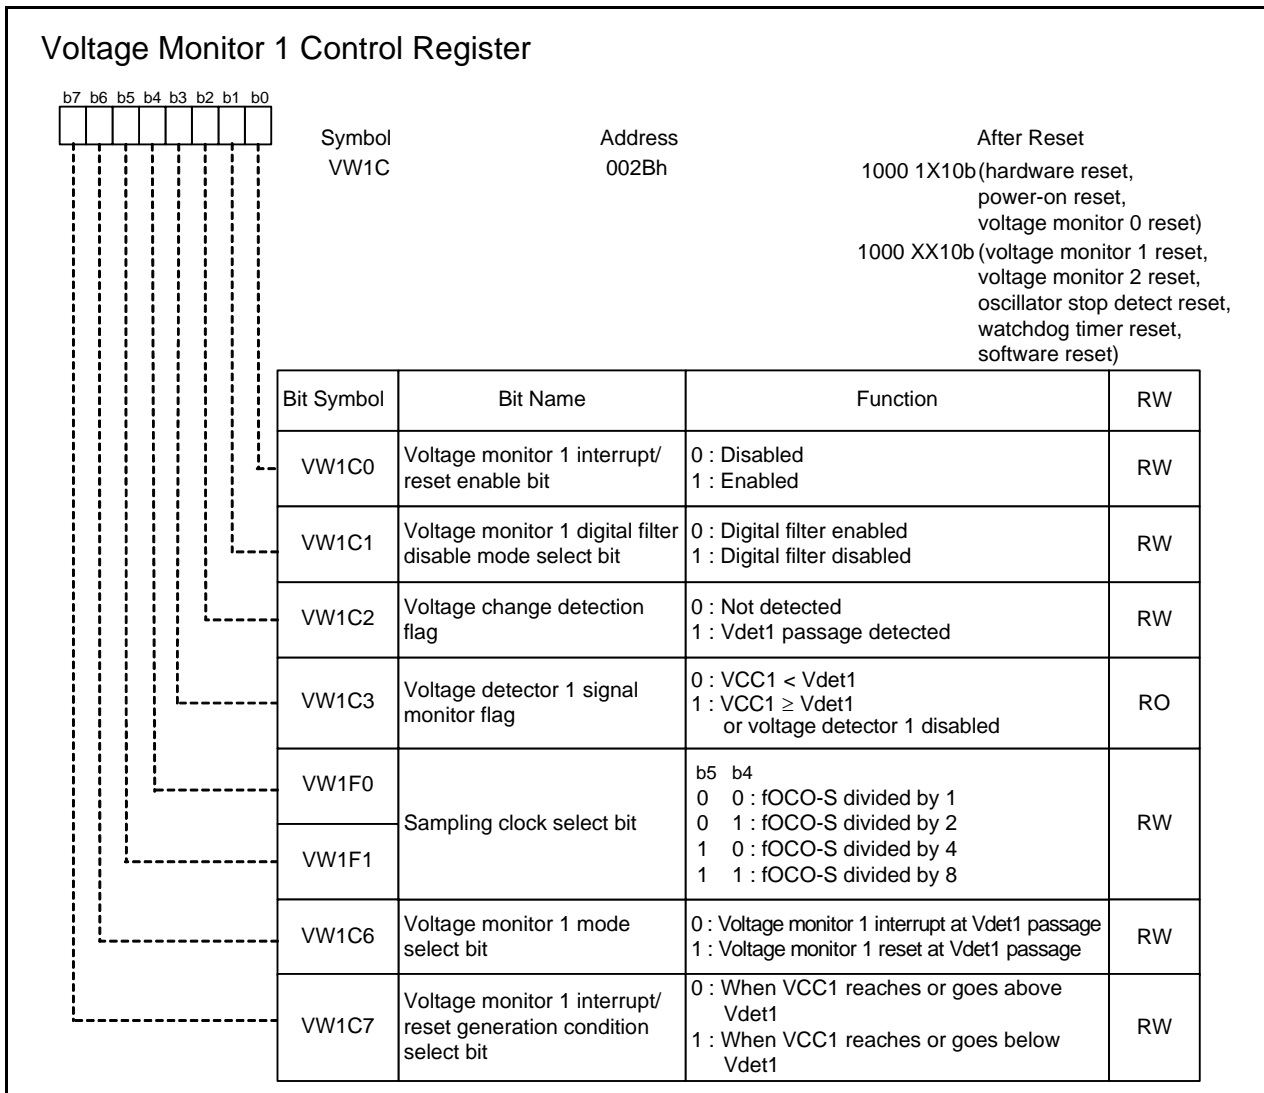 Voltage Monitor 1 Control Register
b7 b6 b5 b4 b3 b2 b1 b0
Symbol Address After Reset
VW1C 002Bh 1000 1X10b (hardware reset,
power-on reset,
voltage monitor 0 reset)
1000 XX10b (voltage monitor 1 reset,
voltage monitor 2 reset,
oscillator stop detect reset,
watchdog timer reset,
software reset)
Bit Symbol Bit Name Function RW
VW1C0
Voltage monitor 1 interrupt/
reset enable bit
0 : Disabled
1 : Enabled
RW
VW1C1
Voltage monitor 1 digital filter
disable mode select bit
0 : Digital filter enabled
1 : Digital filter disabled
RW
VW1C2
Voltage change detection
flag
0 : Not detected
1 : Vdet1 passage detected
RW
VW1C3
Voltage detector 1 signal
monitor flag
0 : VCC1 < Vdet1
1 : VCC1 ≥ Vdet1
or voltage detector 1 disabled
RO
VW1F0
VW1F1
Sampling clock select bit
b5 b4
0 0 : fOCO-S divided by 1
0 1 : fOCO-S divided by 2
1 0 : fOCO-S divided by 4
1 1 : fOCO-S divided by 8
RW
VW1C6
Voltage monitor 1 mode
select bit
0 : Voltage monitor 1 interrupt at Vdet1 passage
1 : Voltage monitor 1 reset at Vdet1 passage
RW
VW1C7
Voltage monitor 1 interrupt/
reset generation condition
select bit
0 : When VCC1 reaches or goes above
Vdet1
1 : When VCC1 reaches or goes below
Vdet1
RW